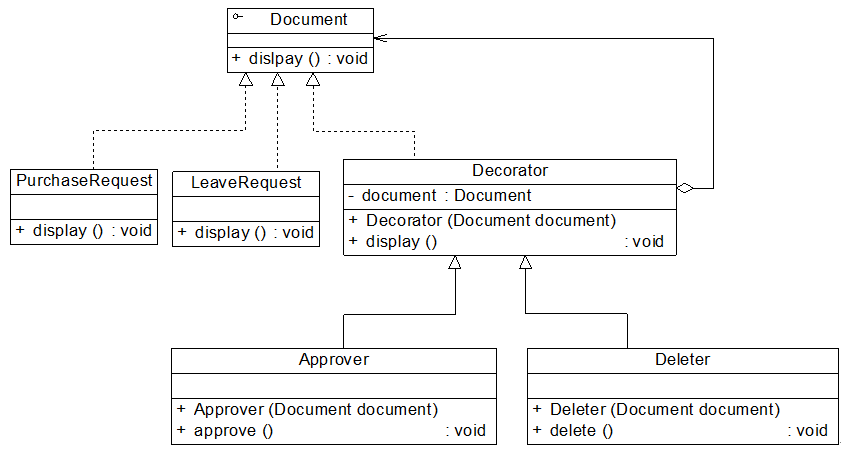 Document
+ dislpay () : void
PurchaseRequest
+ display () : void
LeaveRequest
+ display () : void
Decorator
- document : Document
+ Decorator (Document document)
+ display () : void
Approver
+ Approver (Document document)
+ approve () : void
Deleter
+ Deleter (Document document)
+ delete () : void